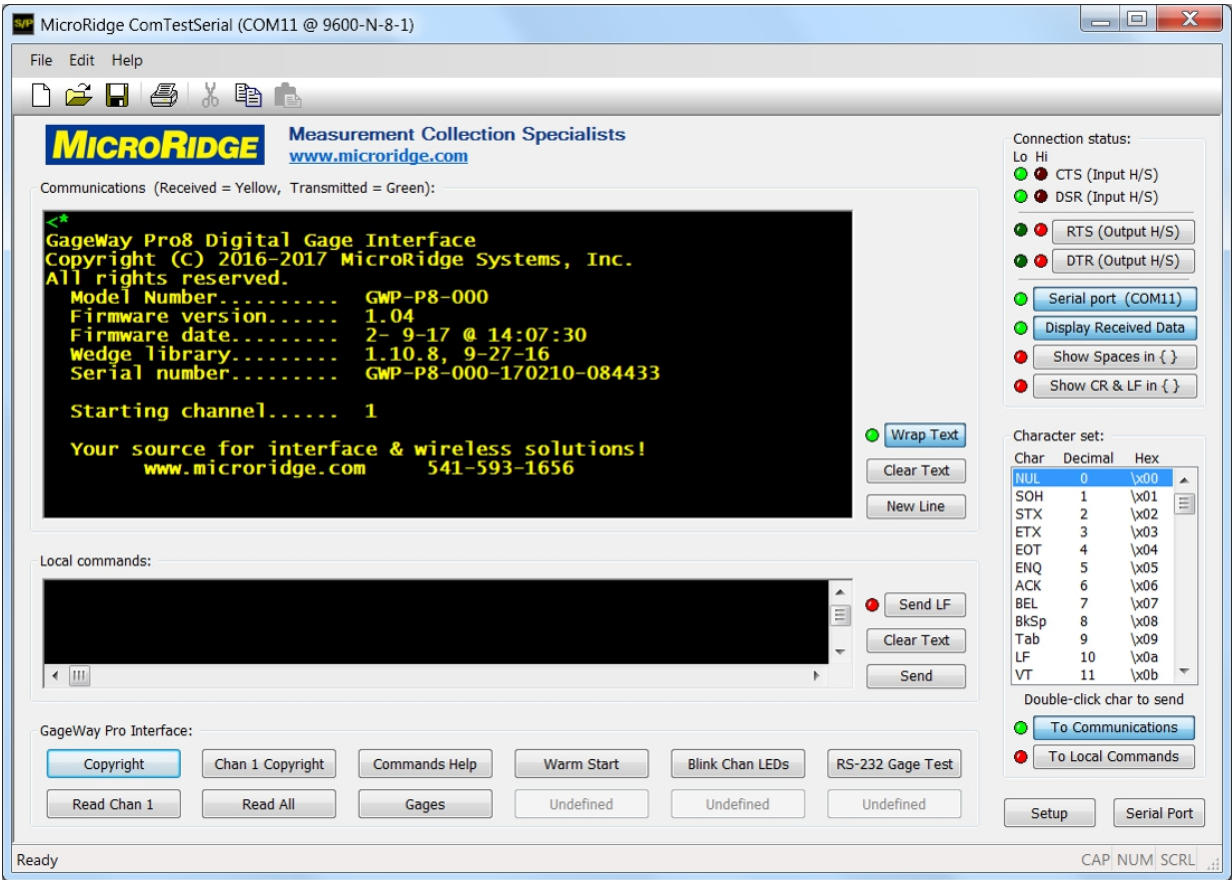 S/P MicroRidge ComTestSerial (COM11 @ 9600-N-8-1)
File Edit Help
MICRORIDGE
Measurement Collection Specialists
www.microridge.com
Communications (Received = Yellow, Transmitted = Green):
<*
GageWay Pro8 Digital Gage Interface
Copyright (C) 2016-2017 MicroRidge Systems, Inc.
All rights reserved.
Model Number.......... GWP-P8-000
Firmware version...... 1.04
Firmware date......... 2- 9-17 @ 14:07:30
Wedge library......... 1.10.8, 9-27-16
Serial number......... GWP-P8-000-170210-084433
Starting channel...... 1
Your source for interface & wireless solutions!
www.microridge.com 541-593-1656
Wrap Text
Clear Text
New Line
Local commands:
Send LF
Clear Text
Send
GageWay Pro Interface:
Copyright Chan 1 Copyright Commands Help Warm Start Blink Chan LEDs RS-232 Gage Test
Read Chan 1 Read All Gages Undefined Undefined Undefined
Connection status:
Lo Hi
CTS (Input H/S)
DSR (Input H/S)
RTS (Output H/S)
DTR (Output H/S)
Serial port (COM11)
Display Received Data
Show Spaces in { }
Show CR & LF in { }
Character set:
Char Decimal Hex
NUL 0 \x00
SOH 1 \x01
STX 2 \x02
ETX 3 \x03
EOT 4 \x04
ENQ 5 \x05
ACK 6 \x06
BEL 7 \x07
BkSp 8 \x08
Tab 9 \x09
LF 10 \x0a
VT 11 \x0b
Double-click char to send
To Communications
To Local Commands
Setup Serial Port
Ready
CAP NUM SCRL